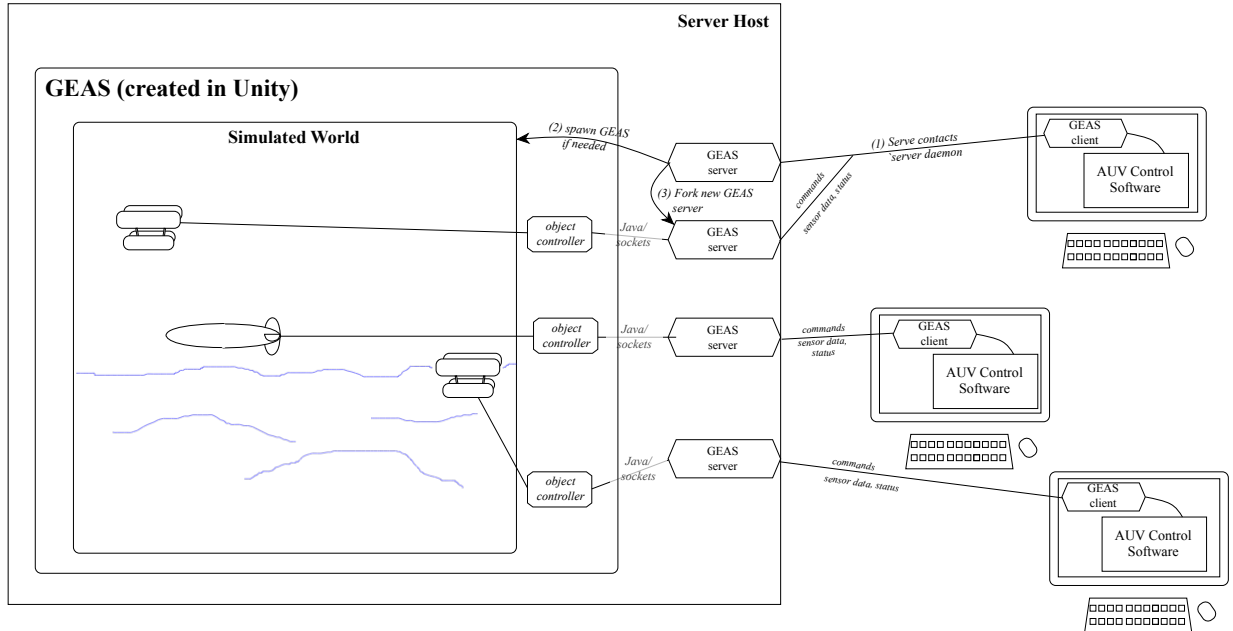 Server Host
GEAS (created in Unity)
Simulated World
(2) spawn GEAS
if needed
GEAS
server
(1) Serve contacts
`server daemon
GEAS
client
AUV Control
Software
(3) Fork new GEAS
server
commands
sensor data, status
object
controller
Java/
sockets
GEAS
server
object
controller
Java/
sockets
GEAS
server
commands
sensor data,
status
GEAS
client
AUV Control
Software
object
controller
Java/
sockets
GEAS
server
commands
sensor data, status
GEAS
client
AUV Control
Software